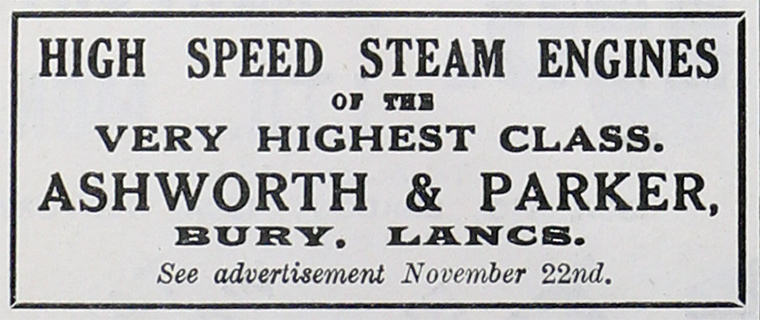 HIGH SPEED STEAM ENGINES
OF THE
VERY HIGHEST CLASS.
ASHWORTH & PARKER,
BURY. LANCS.
See advertisement November 22nd.